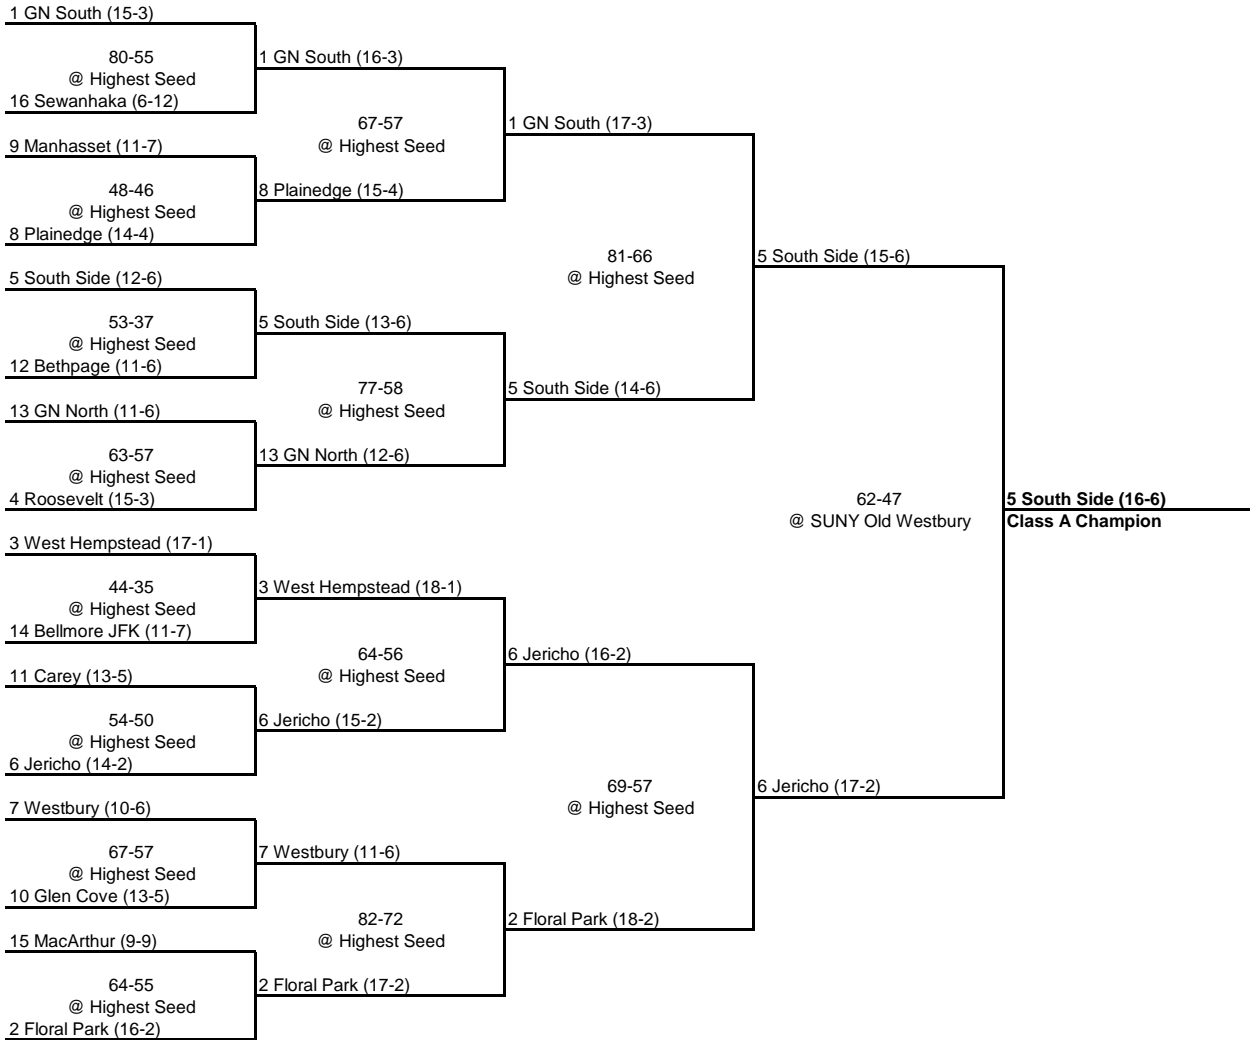 1 GN South (15-3)
80-55
@ Highest Seed
16 Sewanhaka (6-12)
9 Manhasset (11-7)
48-46
@ Highest Seed
8 Plainedge (14-4)
5 South Side (12-6)
53-37
@ Highest Seed
12 Bethpage (11-6)
13 GN North (11-6)
63-57
@ Highest Seed
4 Roosevelt (15-3)
3 West Hempstead (17-1)
44-35
@ Highest Seed
14 Bellmore JFK (11-7)
11 Carey (13-5)
54-50
@ Highest Seed
6 Jericho (14-2)
7 Westbury (10-6)
67-57
@ Highest Seed
10 Glen Cove (13-5)
15 MacArthur (9-9)
64-55
@ Highest Seed
2 Floral Park (16-2)
1 GN South (16-3)
67-57
@ Highest Seed
8 Plainedge (15-4)
5 South Side (13-6)
77-58
@ Highest Seed
13 GN North (12-6)
3 West Hempstead (18-1)
64-56
@ Highest Seed
6 Jericho (15-2)
7 Westbury (11-6)
82-72
@ Highest Seed
2 Floral Park (17-2)
1 GN South (17-3)
81-66
@ Highest Seed
5 South Side (14-6)
6 Jericho (16-2)
69-57
@ Highest Seed
2 Floral Park (18-2)
5 South Side (15-6)
62-47
@ SUNY Old Westbury
6 Jericho (17-2)
5 South Side (16-6)
Class A Champion